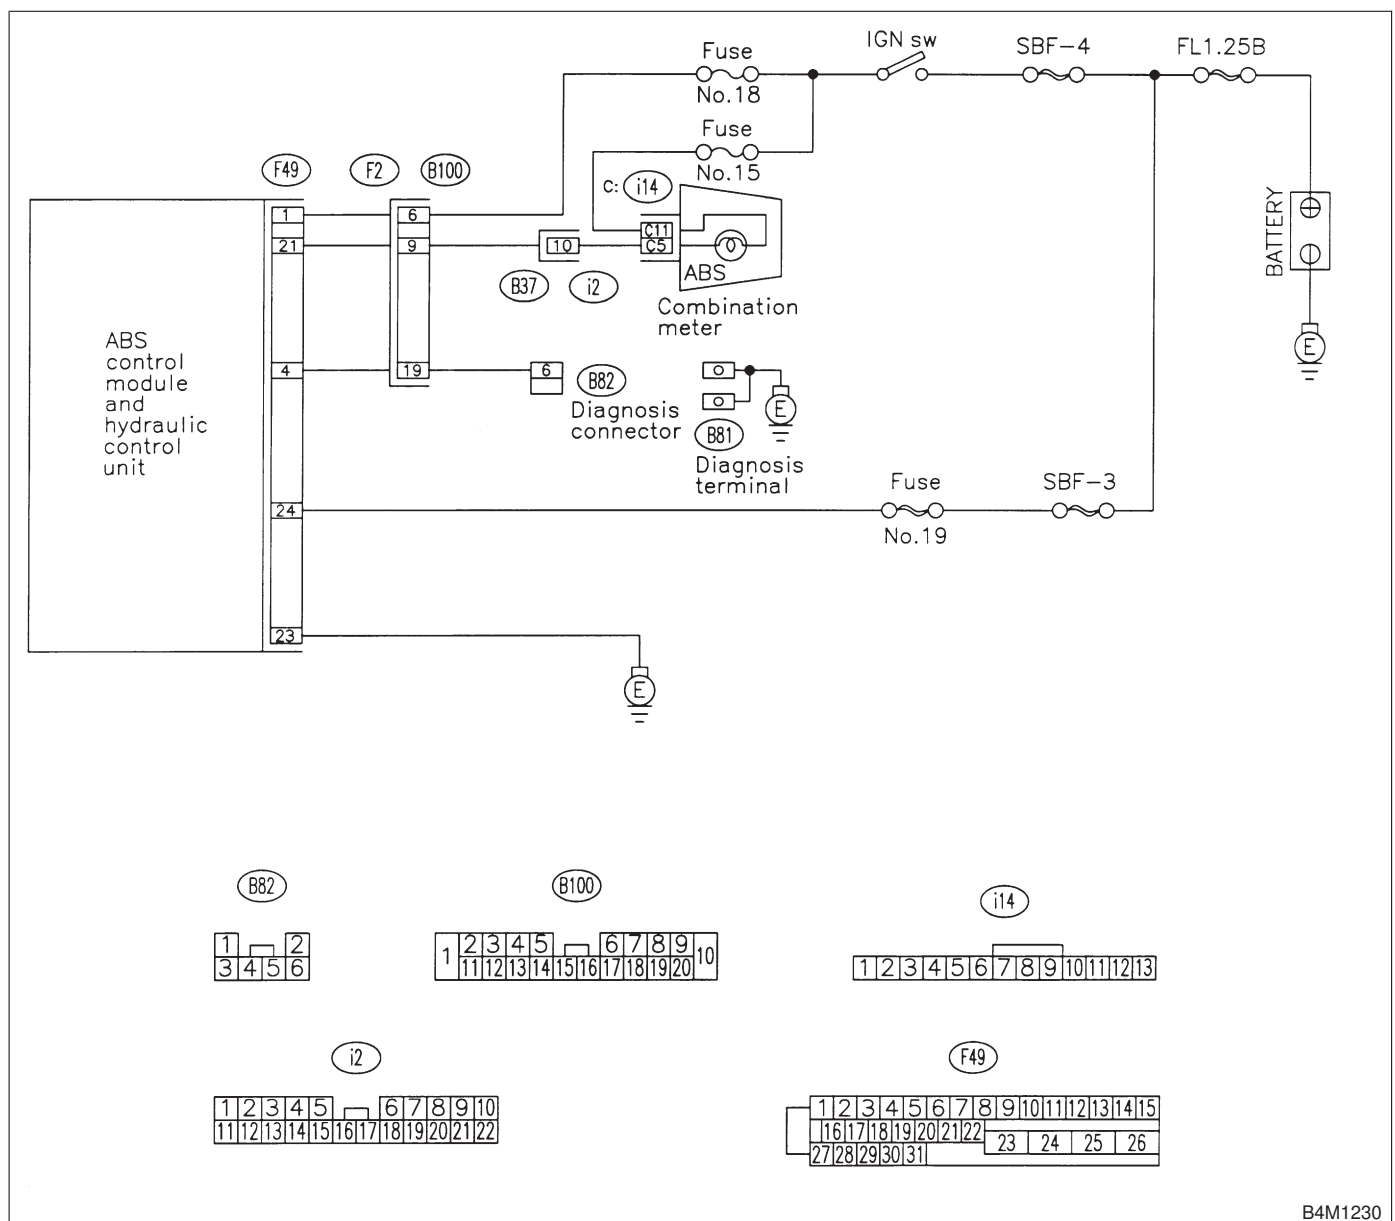 IGN sw
SBF-4
FL1.25B
Fuse
No.18
Fuse
No.15
F49
F2
B100
C: i14
1
6
21
9
10
C11
C5
ABS
B37
i2
Combination
meter
BATTERY
E
ABS
control
module
and
hydraulic
control
unit
4
19
6
B82
Diagnosis
connector
E
B81
Diagnosis
terminal
Fuse
No.19
SBF-3
24
23
E
B82
1 2
3 4 5 6
B100
1 2 3 4 5 6 7 8 9 10
11 12 13 14 15 16 17 18 19 20
i14
1 2 3 4 5 6 7 8 9 10 11 12 13
i2
1 2 3 4 5 6 7 8 9 10
11 12 13 14 15 16 17 18 19 20 21 22
F49
1 2 3 4 5 6 7 8 9 10 11 12 13 14 15
16 17 18 19 20 21 22
23 24 25 26
27 28 29 30 31
B4M1230